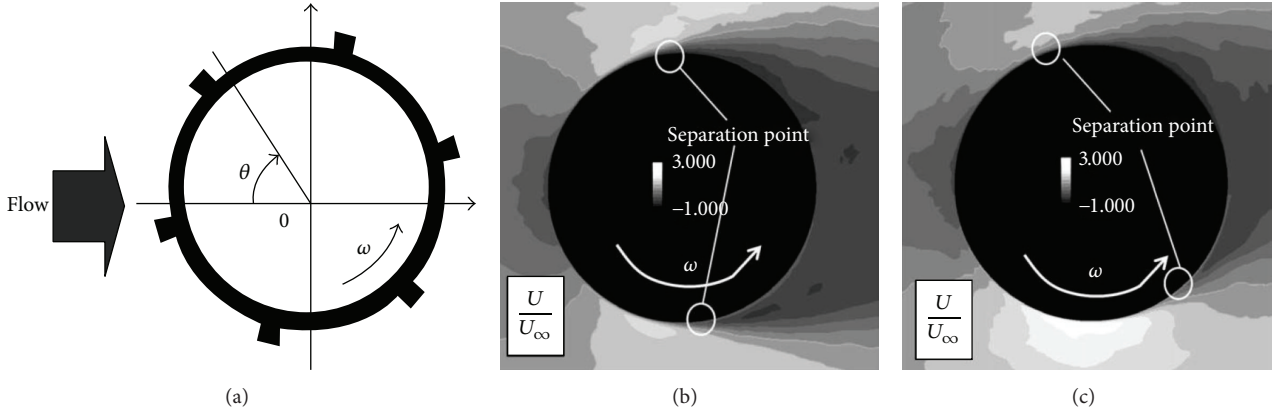 Flow
θ
0
ω
(a)
Separation point
3.000
−1.000
ω
U
U∞
(b)
Separation point
3.000
−1.000
ω
U
U∞
(c)